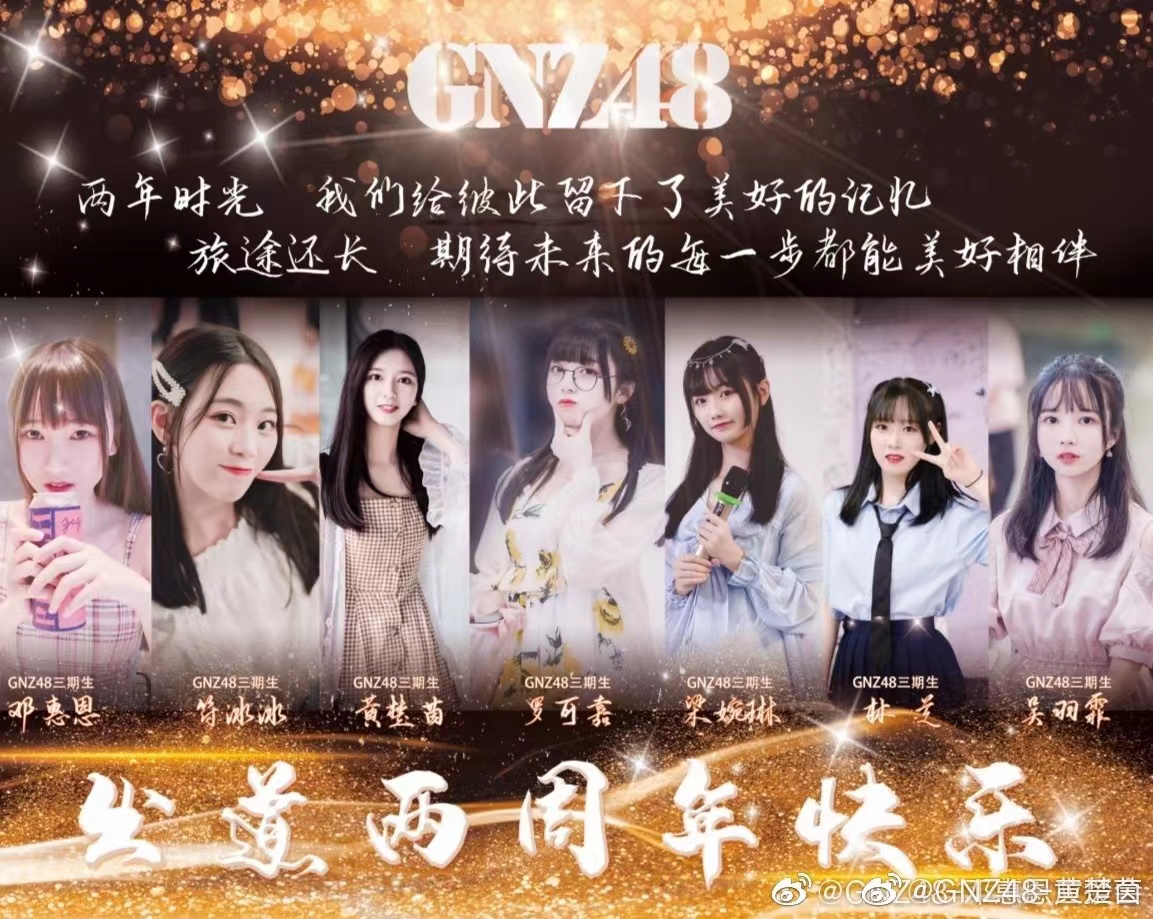 GNZ48
两年时光 我们给彼此留下了美好的记忆
旅途还长 期待未来的每一步都能美好相伴
GNZ48三期生
邓惠恩
GNZ48三期生
符冰冰
GNZ48三期生
黄楚茵
GNZ48三期生
罗可嘉
GNZ48三期生
梁婉琳
GNZ48三期生
林芝
GNZ48三期生
吴羽霏
出道两周年快乐
@GNZ48-黄楚茵